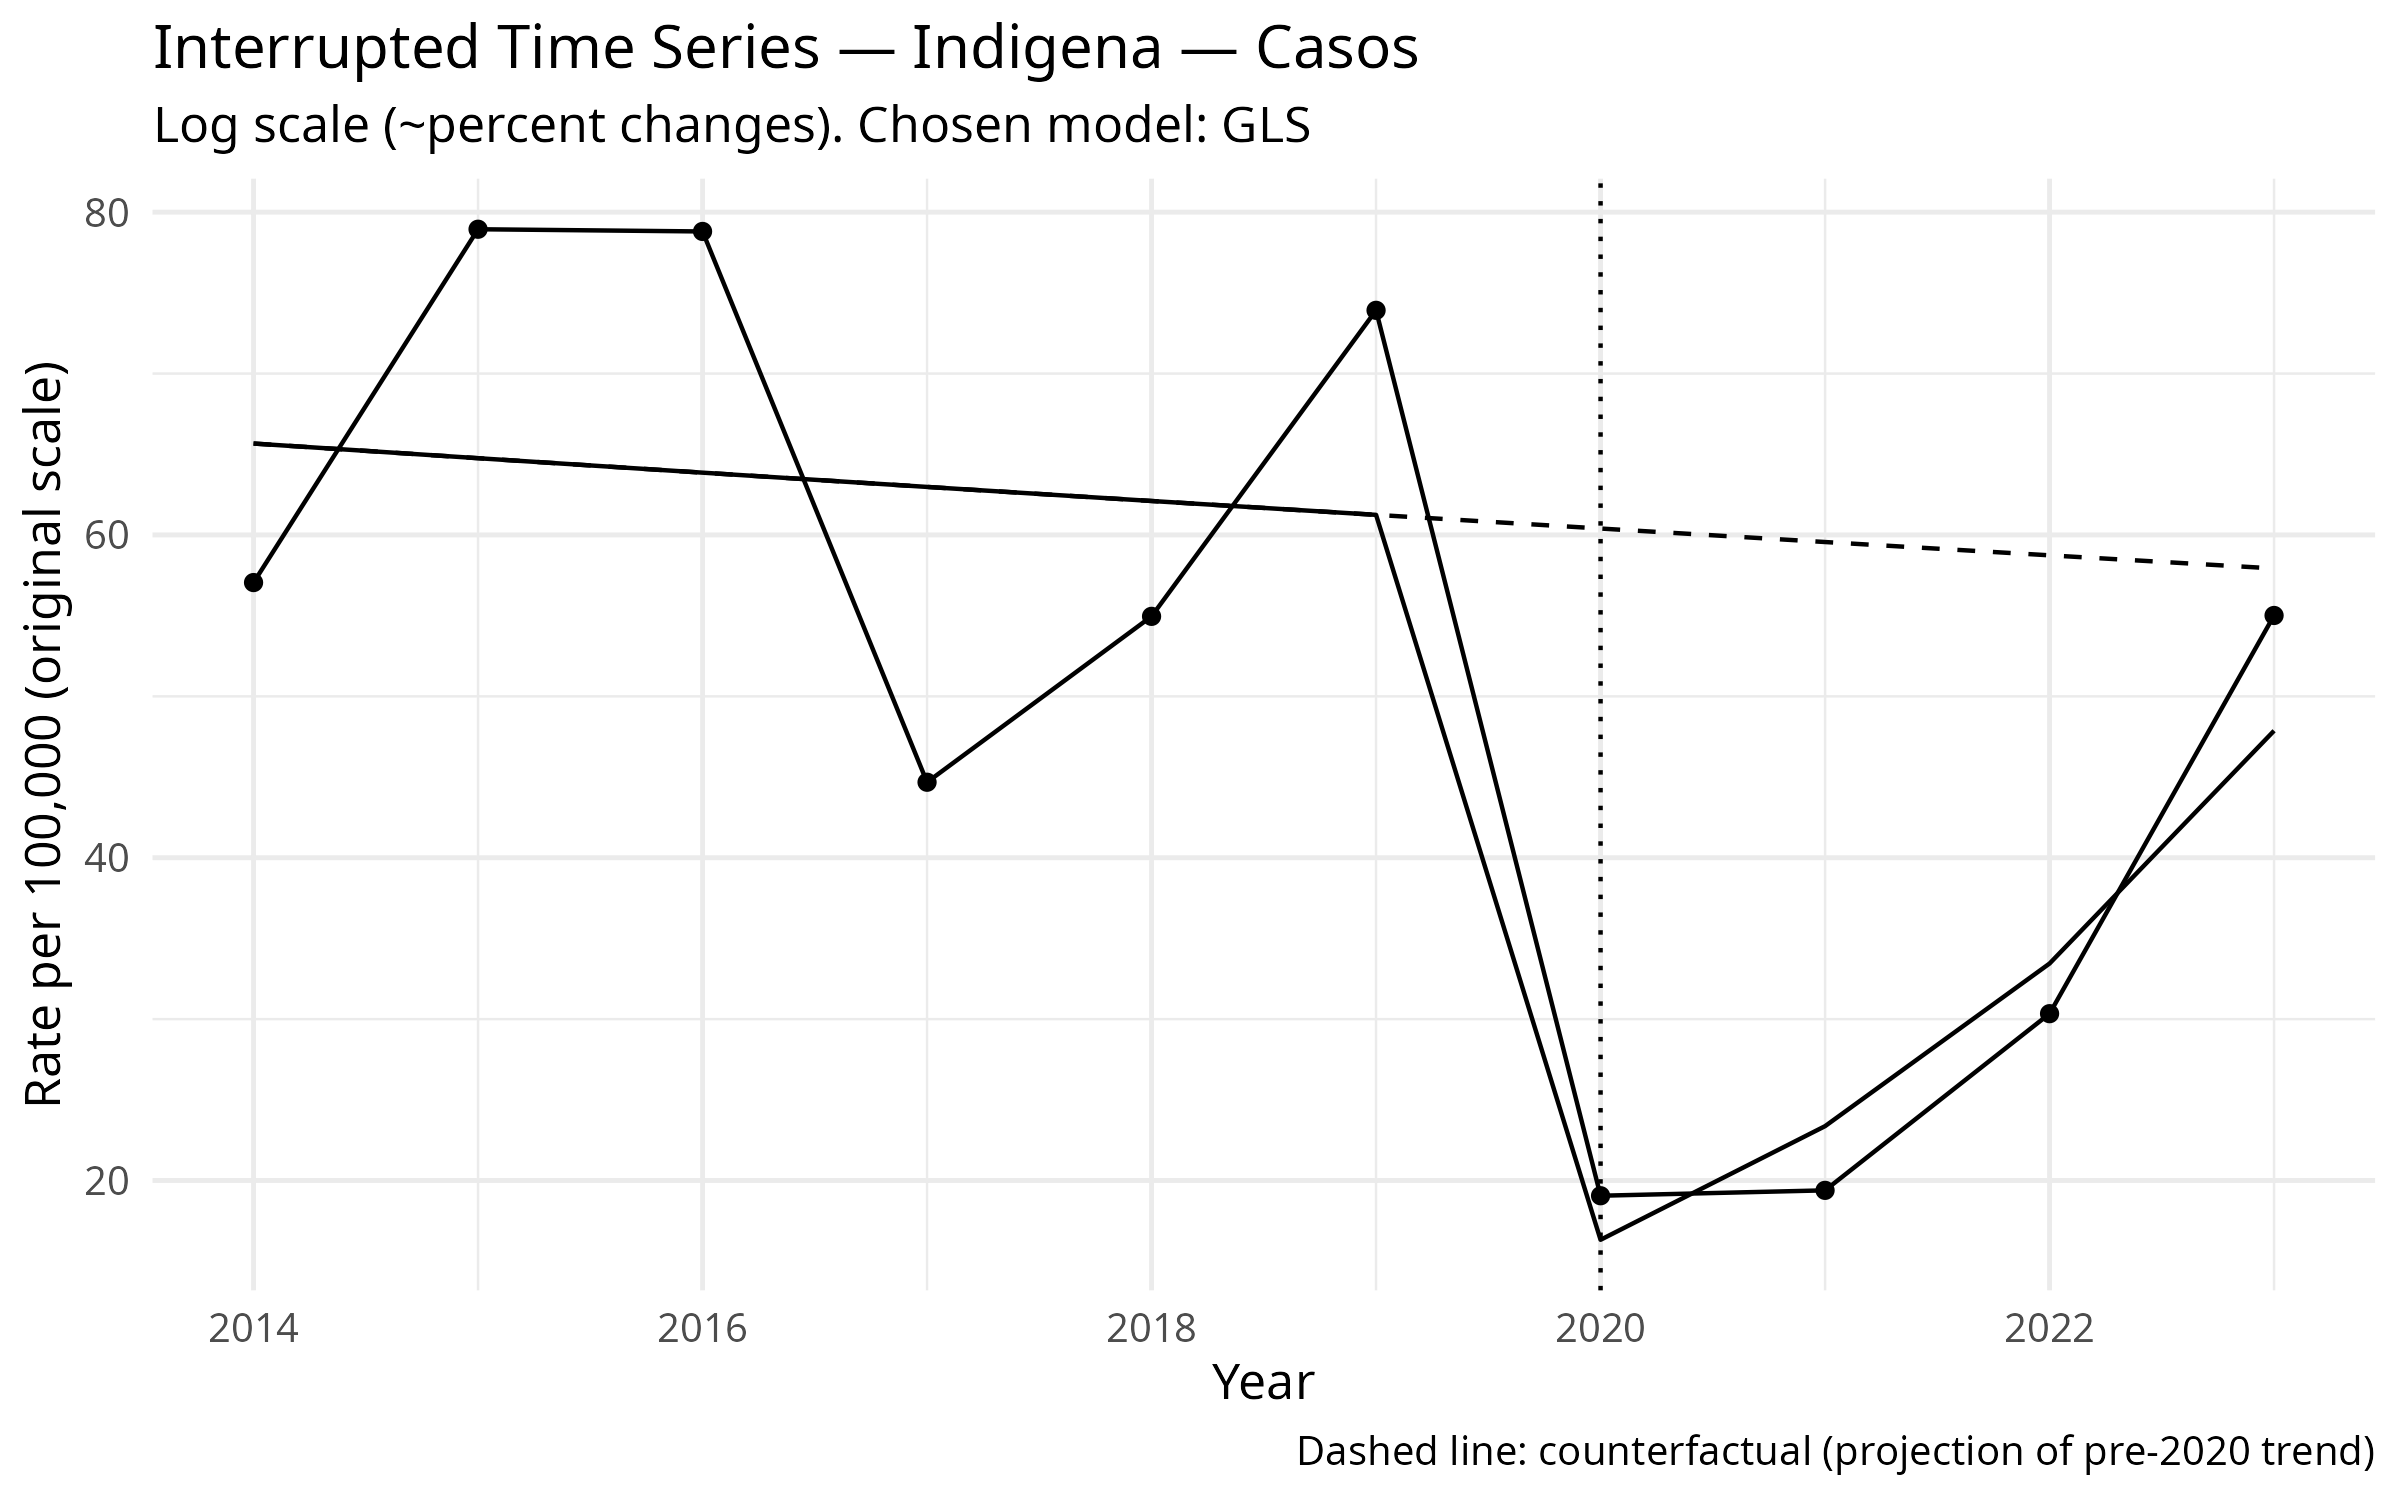 Interrupted Time Series — Indigena — Casos
Log scale (~percent changes). Chosen model: GLS
Rate per 100,000 (original scale)
80
60
40
20
2014
2016
2018
2020
2022
Year
Dashed line: counterfactual (projection of pre-2020 trend)